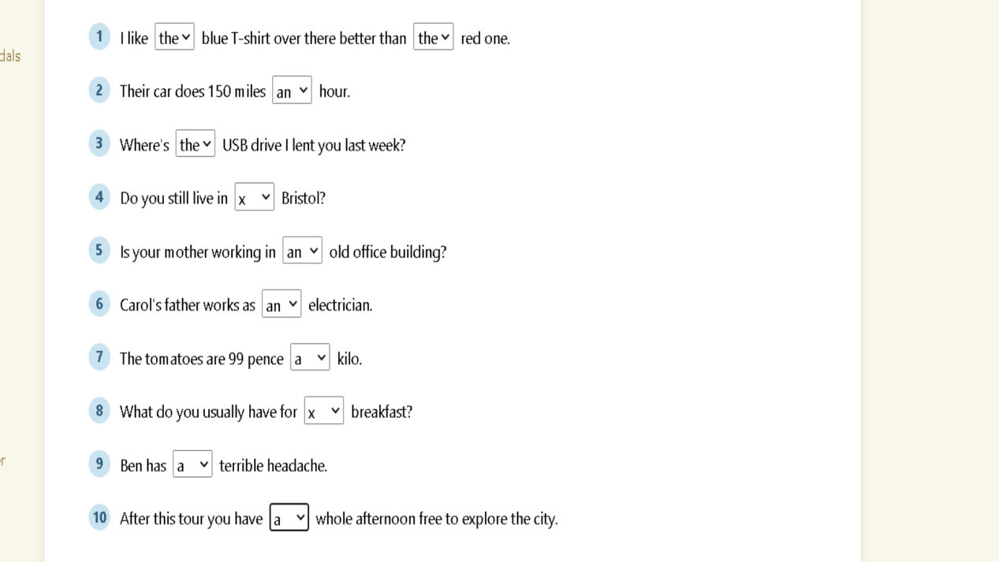 1 I like the blue T-shirt over there better than the red one.
dals
2 Their car does 150 miles an hour.
3 Where's the USB drive I lent you last week?
4 Do you still live in x Bristol?
5 Is your mother working in an old office building?
6 Carol's father works as an electrician.
7 The tomatoes are 99 pence a kilo.
8 What do you usually have for x breakfast?
r
9 Ben has a terrible headache.
10 After this tour you have a whole afternoon free to explore the city.